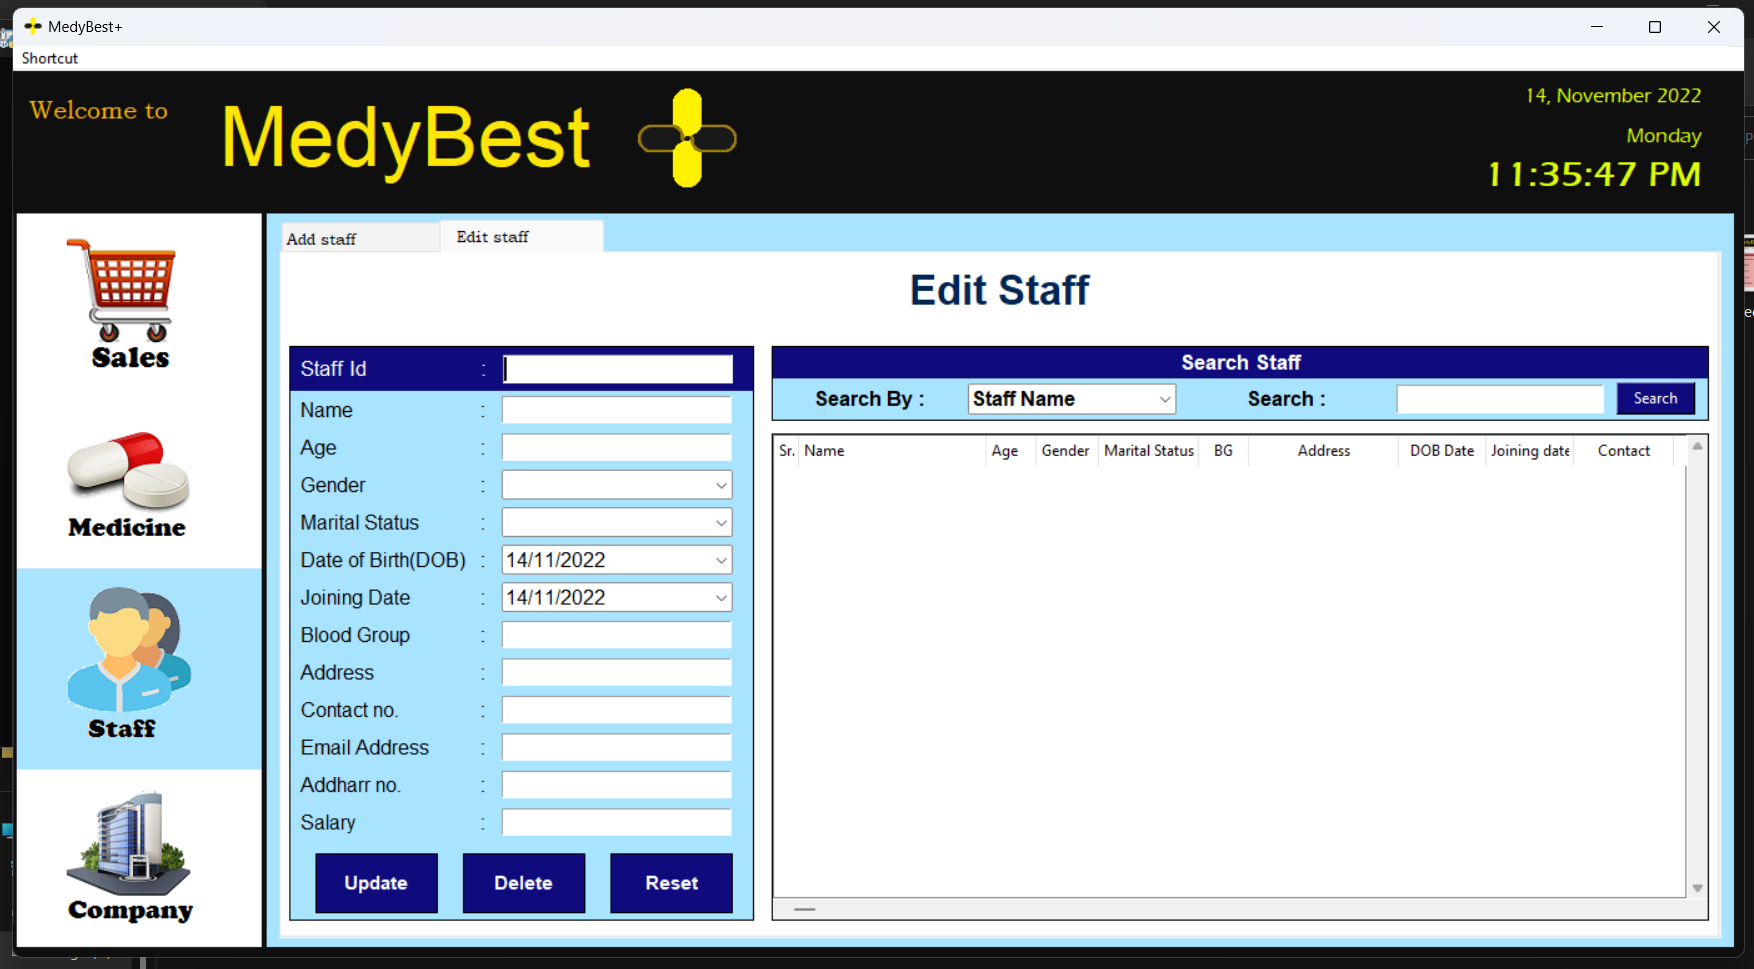 MedyBest+
Shortcut
Welcome to
MedyBest
14, November 2022
Monday
11:35:47 PM
Sales
Medicine
Staff
Company
Add staff
Edit staff
Edit Staff
Staff Id :
Name :
Age :
Gender :
Marital Status :
Date of Birth(DOB) : 14/11/2022
Joining Date : 14/11/2022
Blood Group :
Address :
Contact no. :
Email Address :
Addharr no. :
Salary :
Update Delete Reset
Search Staff
Search By : Staff Name Search : Search
Sr. Name Age Gender Marital Status BG Address DOB Date Joining date Contact